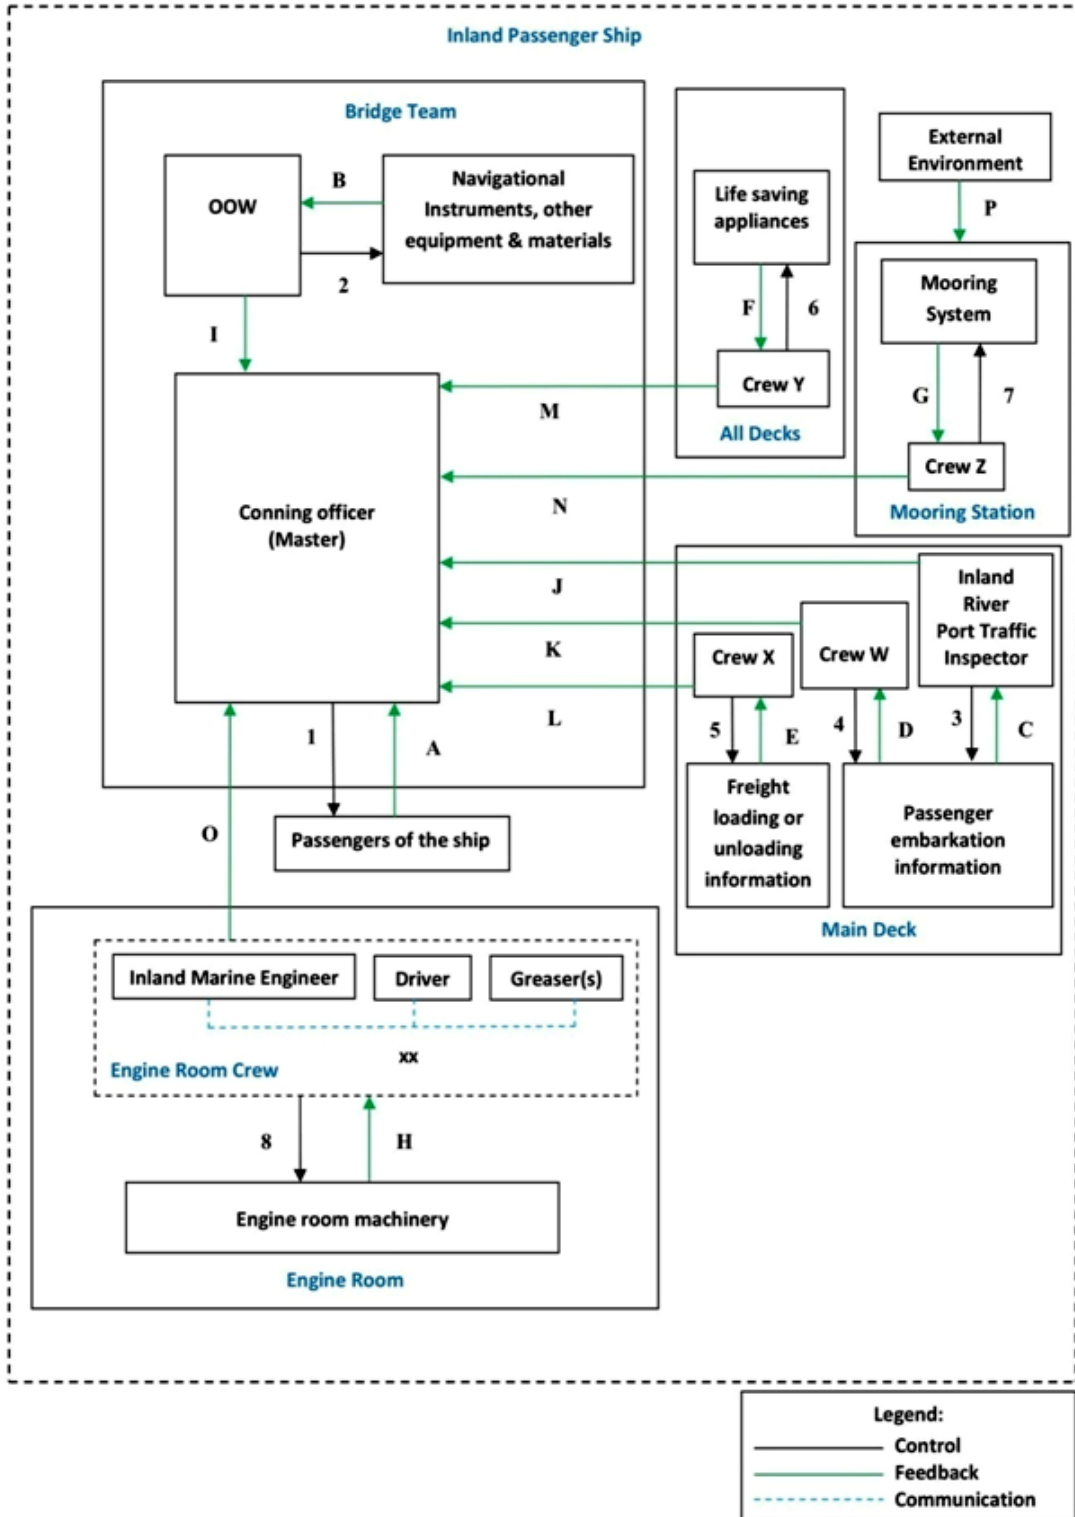 Inland Passenger Ship
Bridge Team
OOW
B
2
Navigational
Instruments, other
equipment & materials
I
Conning officer
(Master)
Life saving
appliances
F
6
Crew Y
All Decks
M
External
Environment
P
Mooring
System
G
7
Crew Z
Mooring Station
N
J
K
L
Inland
River
Port Traffic
Inspector
Crew W
Crew X
5
E
4
D
3
C
Freight
loading or
unloading
information
Passenger
embarkation
information
Main Deck
1
A
Passengers of the ship
O
Inland Marine Engineer
Driver
Greaser(s)
xx
Engine Room Crew
8
H
Engine room machinery
Engine Room
Legend:
Control
Feedback
Communication